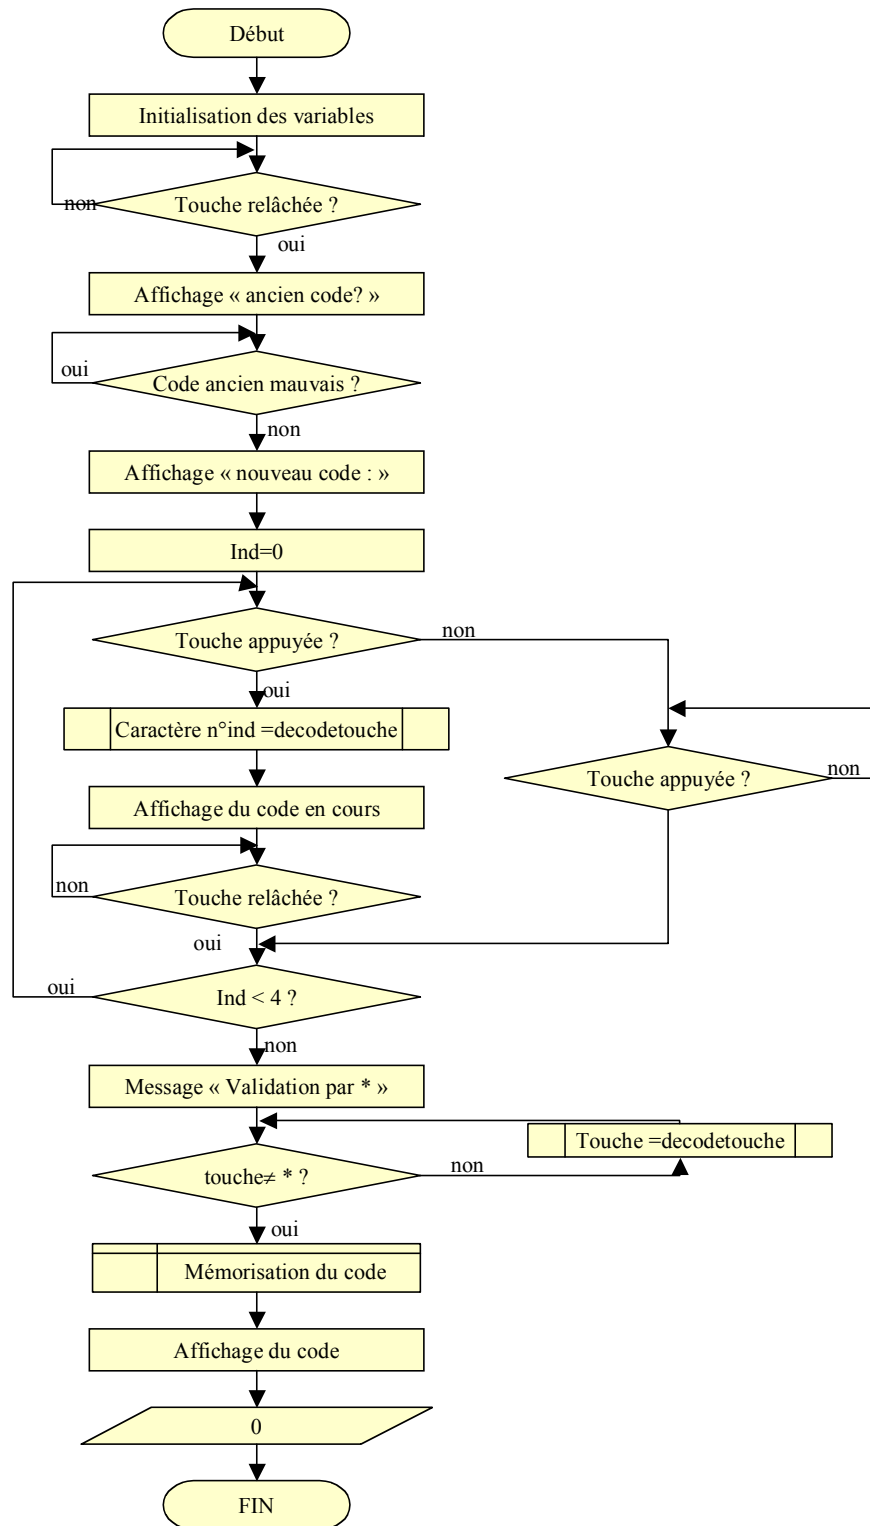 Début
Initialisation des variables
Touche relâchée ?
non
oui
Affichage « ancien code? »
Code ancien mauvais ?
oui
non
Affichage « nouveau code : »
Ind=0
Touche appuyée ?
non
oui
Caractère n°ind =decodetouche
Touche appuyée ?
non
Affichage du code en cours
Touche relâchée ?
non
oui
Ind < 4 ?
oui
non
Message « Validation par * »
Touche =decodetouche
touche≠ * ?
non
oui
Mémorisation du code
Affichage du code
0
FIN